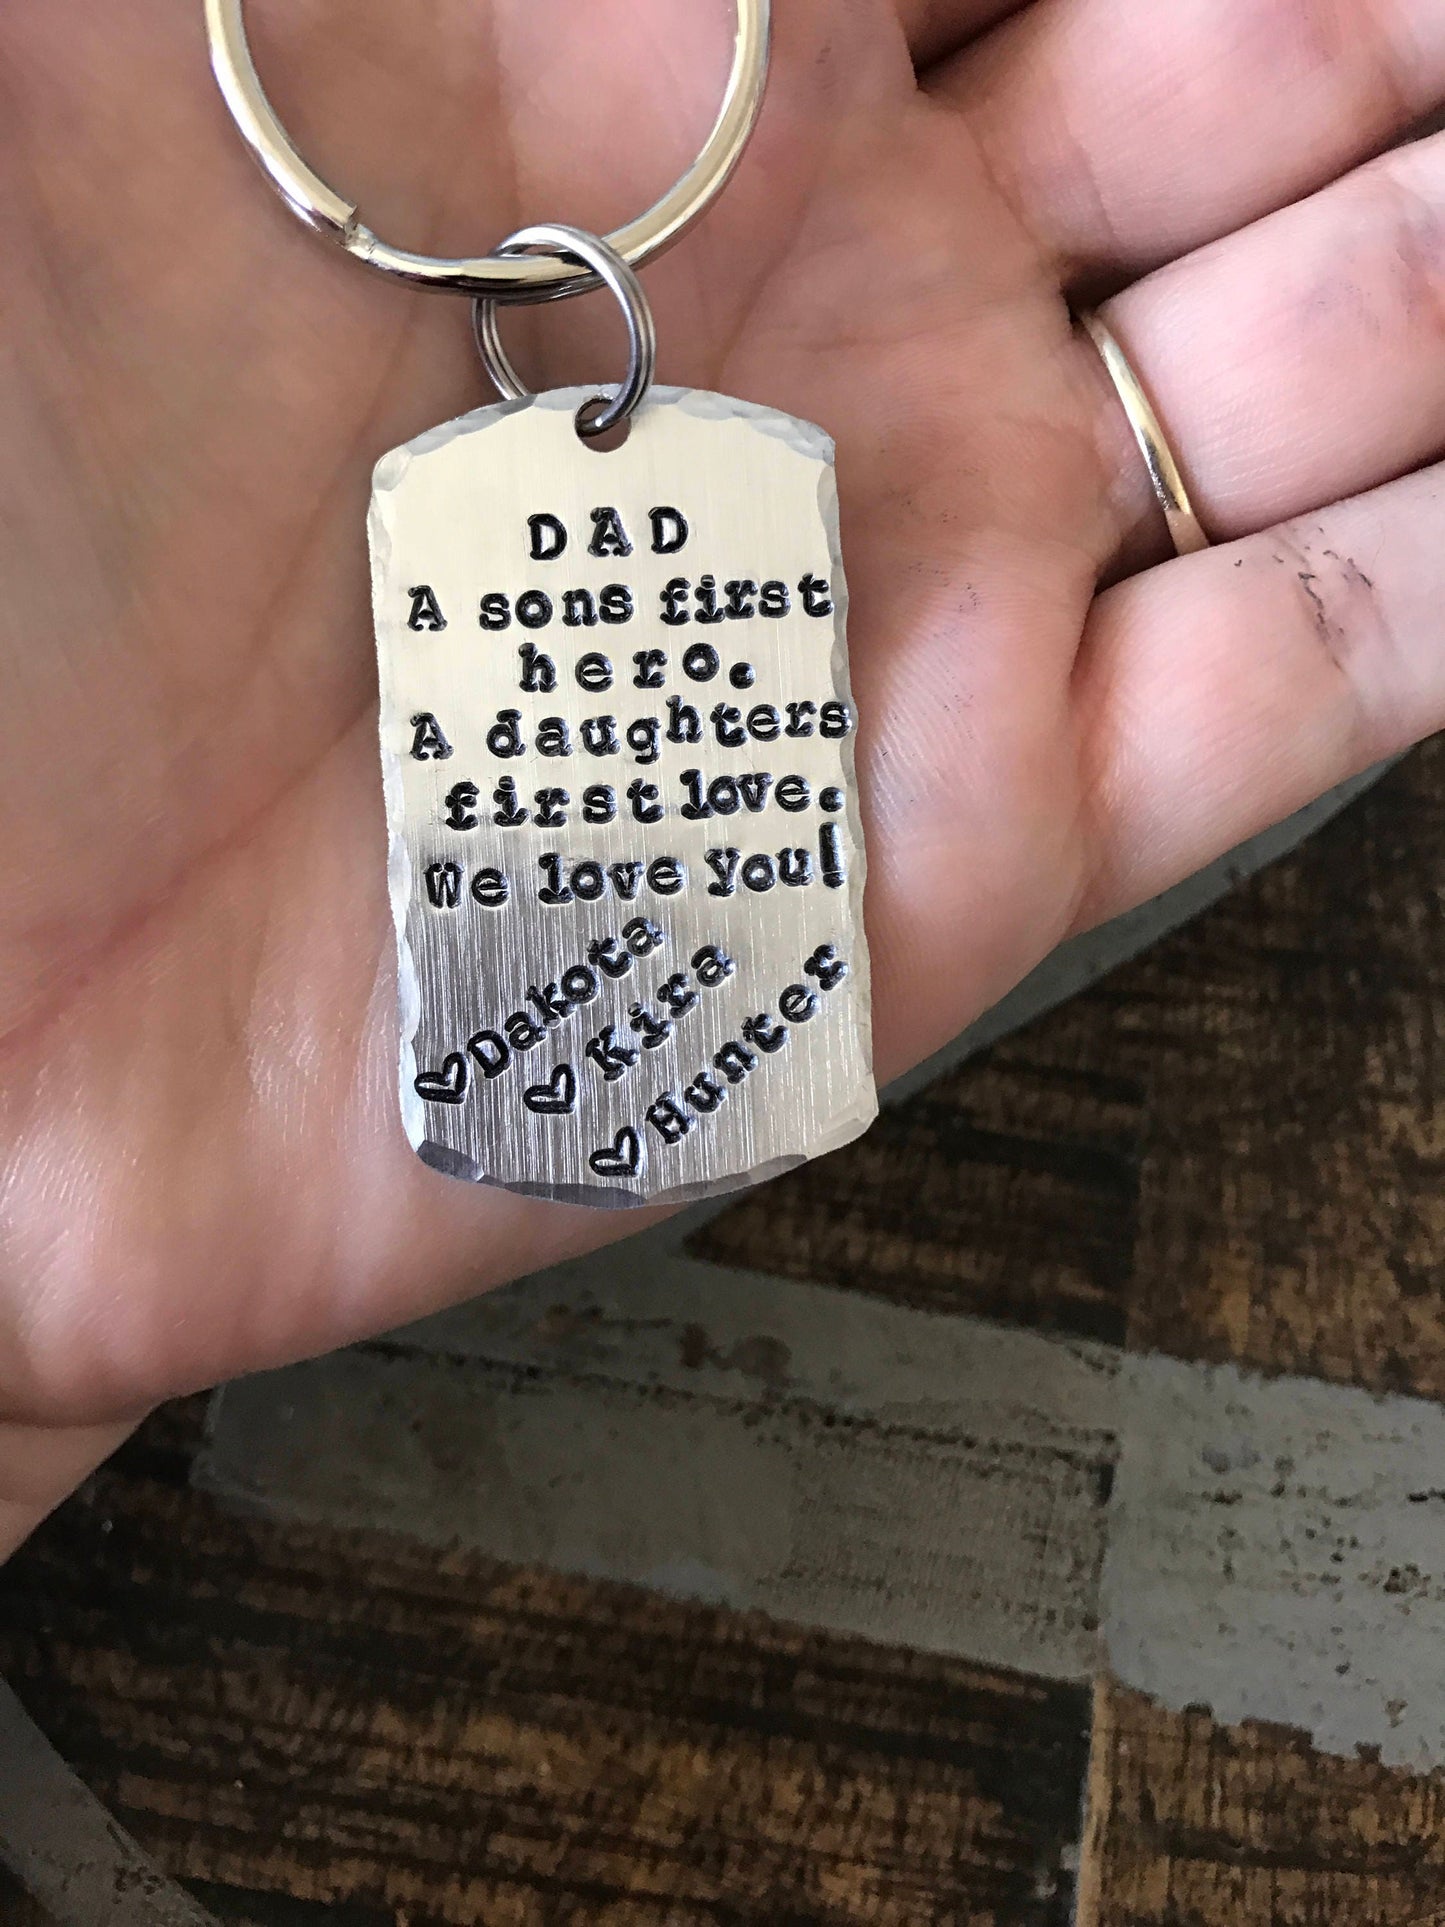 DAD
A sons first
hero.
A daughters
first love.
We love you!
♡Dakota
♡Kira
♡Hunter